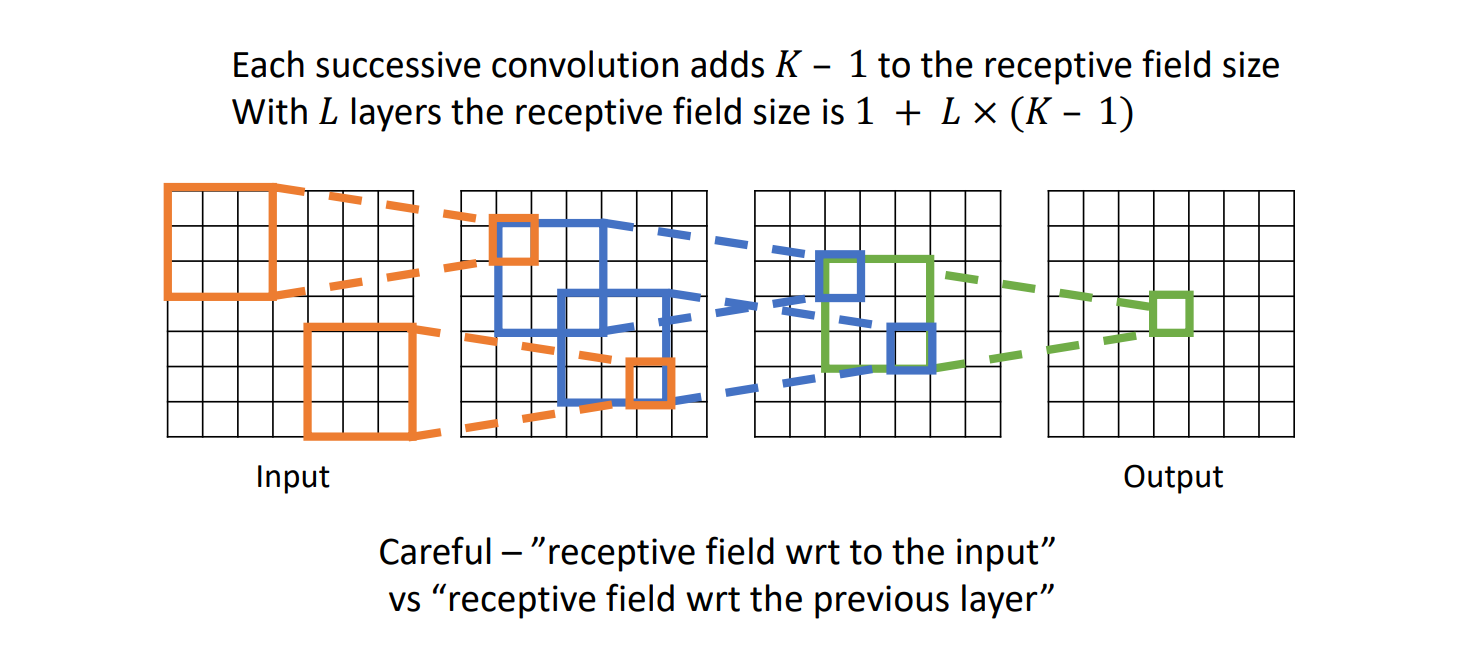 Each successive convolution adds K – 1 to the receptive field size
With L layers the receptive field size is 1 + L × (K – 1)
Input
Output
Careful – ”receptive field wrt to the input”
vs “receptive field wrt the previous layer”